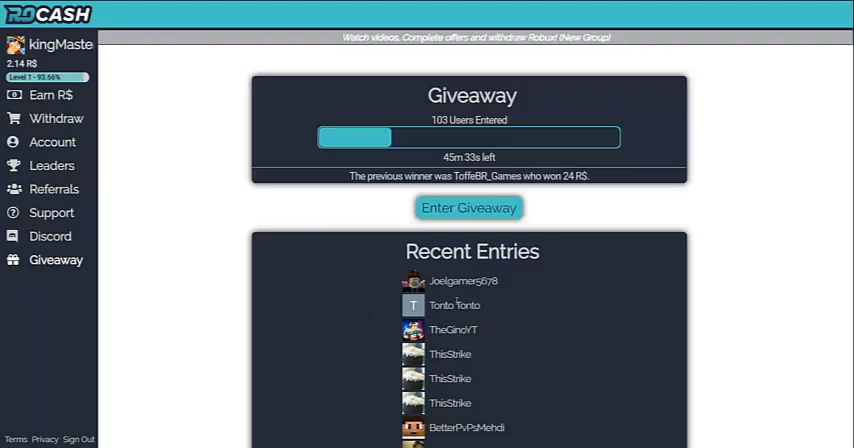 ROCASH
Watch videos, Complete offers and withdraw Robux! (New Group)
kingMaste
2.14 R$
Level 1 - 93.66%
Earn R$
Withdraw
Account
Leaders
Referrals
Support
Discord
Giveaway
Terms Privacy Sign Out
Giveaway
103 Users Entered
45m 33s left
The previous winner was ToffeBR_Games who won 24 R$.
Enter Giveaway
Recent Entries
Joelgamer5678
T
Tonto Tonto
TheGinoYT
ThisStrike
ThisStrike
ThisStrike
BetterPvPsMehdi